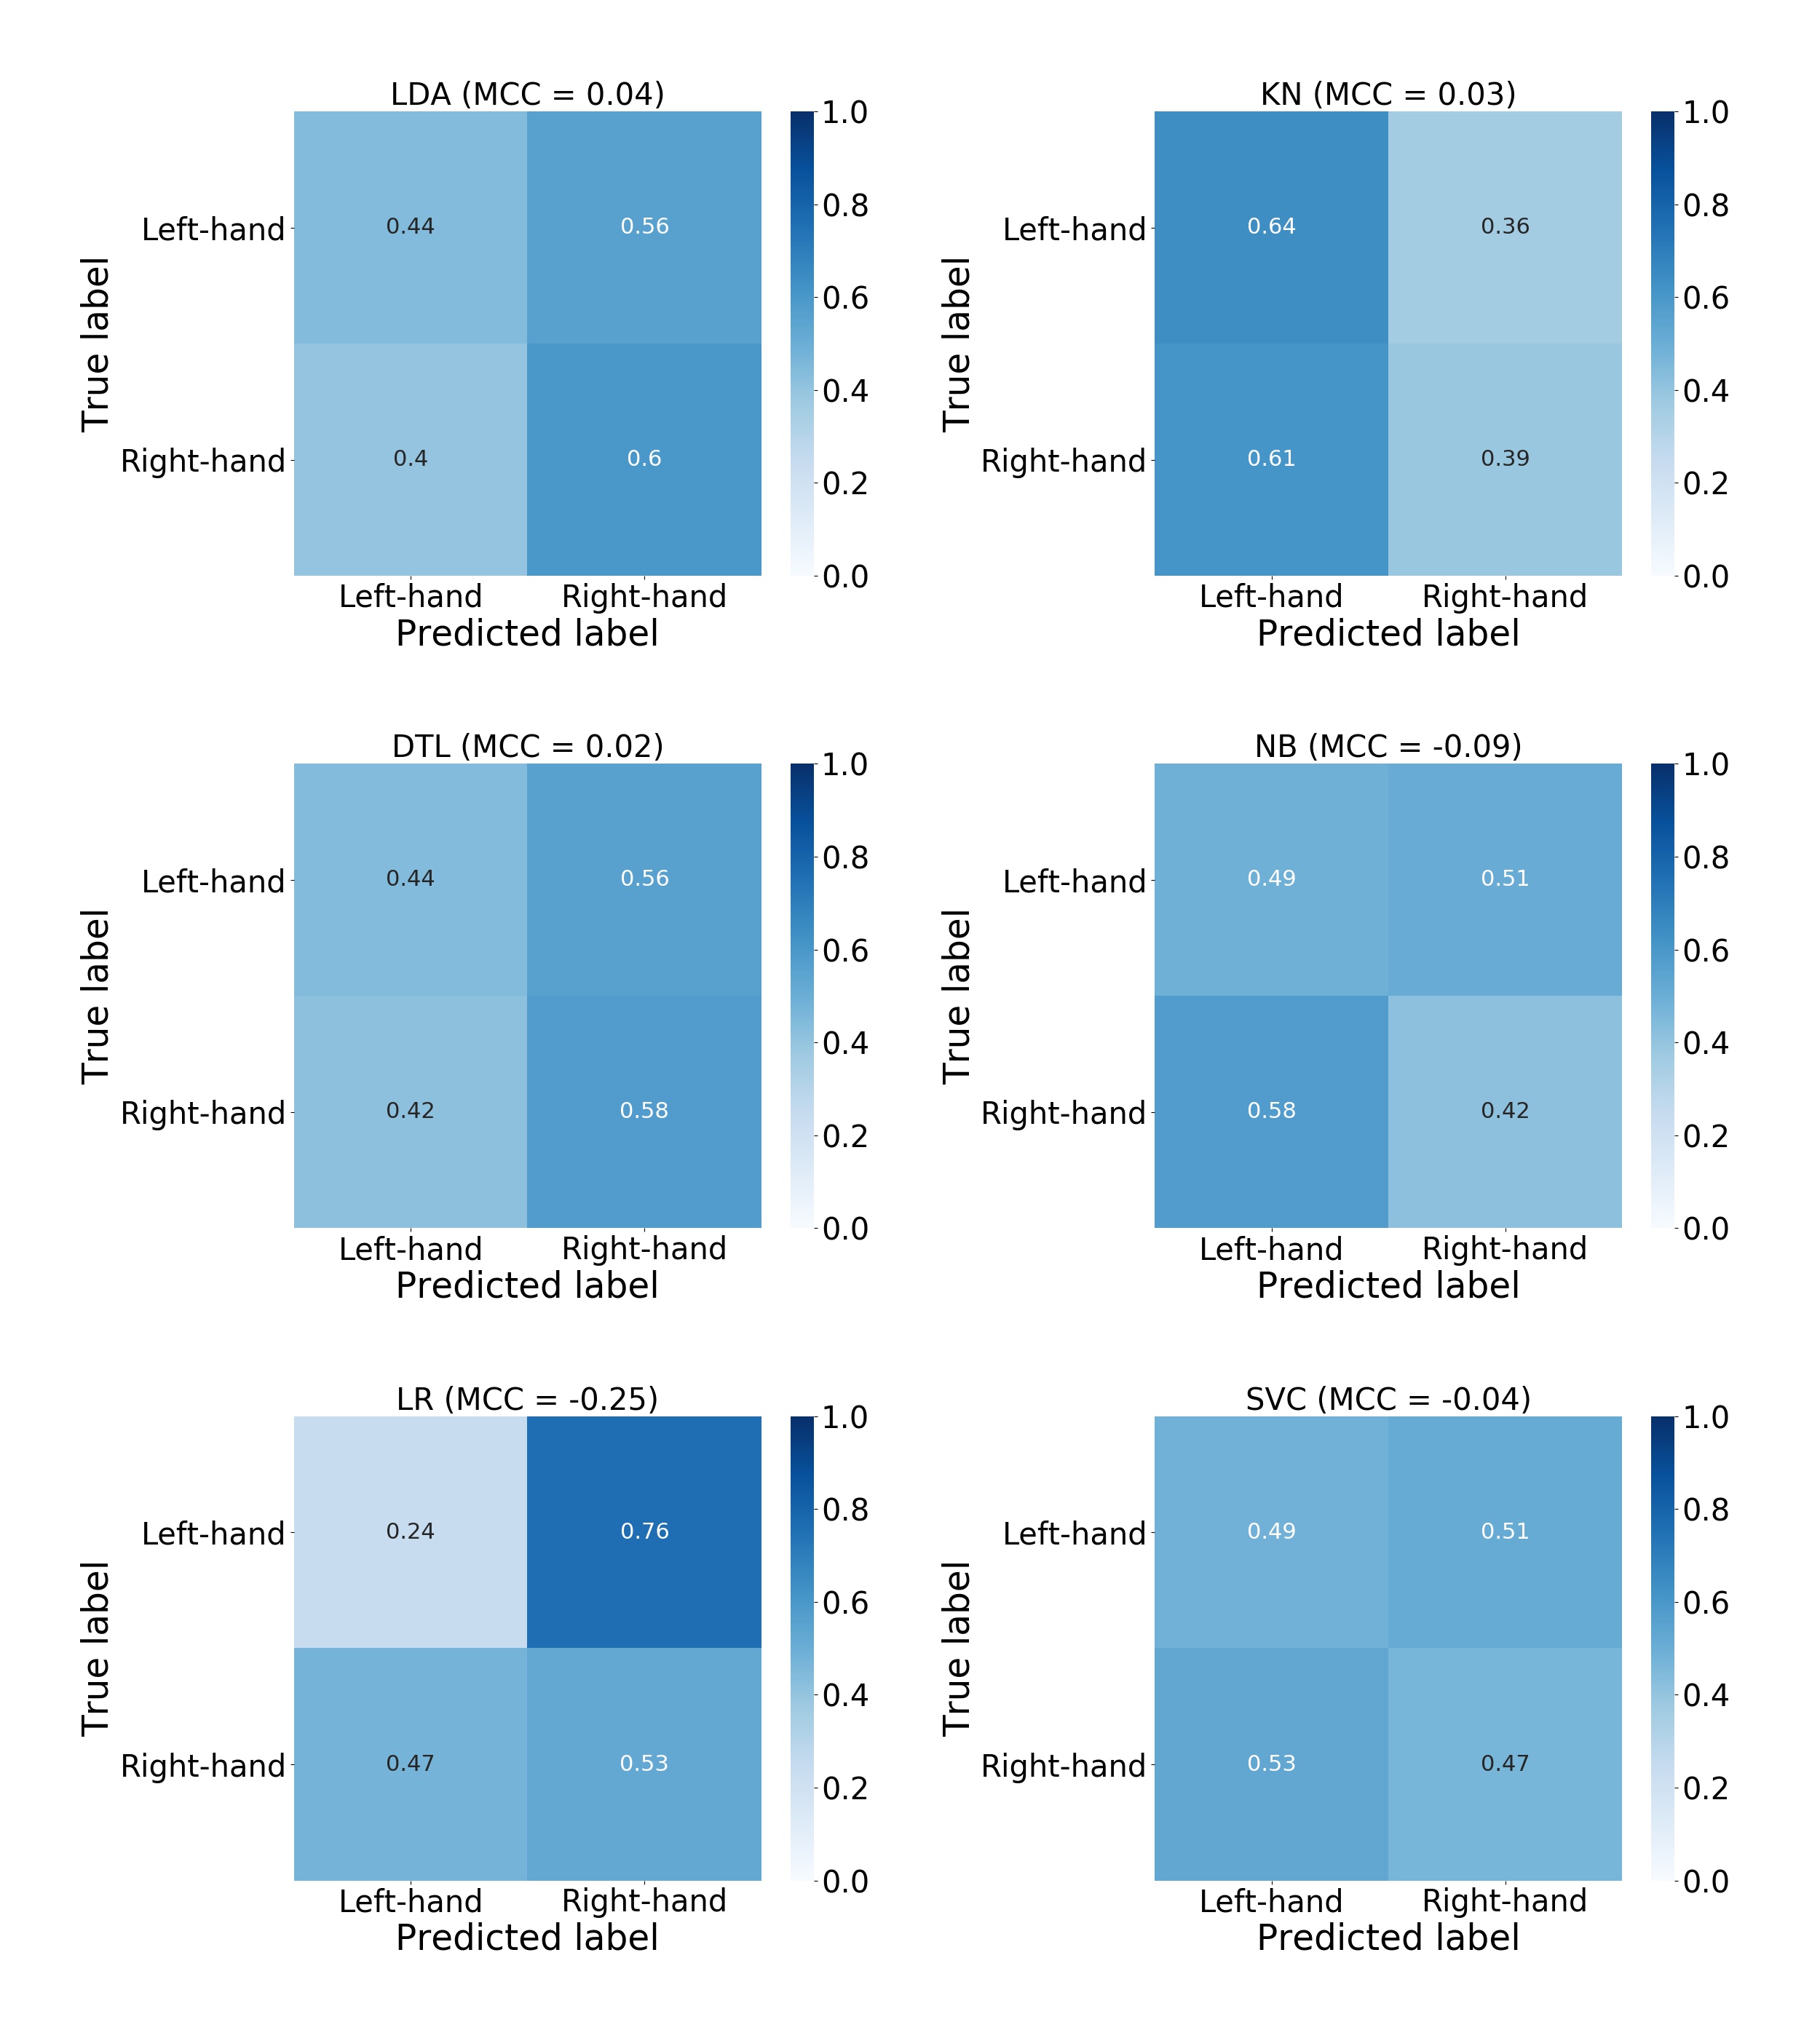 LDA (MCC = 0.04)
True label
Left-hand
0.44
0.56
Right-hand
0.4
0.6
Left-hand
Right-hand
Predicted label
1.0
0.8
0.6
0.4
0.2
0.0
KN (MCC = 0.03)
True label
Left-hand
0.64
0.36
Right-hand
0.61
0.39
Left-hand
Right-hand
Predicted label
1.0
0.8
0.6
0.4
0.2
0.0
DTL (MCC = 0.02)
True label
Left-hand
0.44
0.56
Right-hand
0.42
0.58
Left-hand
Right-hand
Predicted label
1.0
0.8
0.6
0.4
0.2
0.0
NB (MCC = -0.09)
True label
Left-hand
0.49
0.51
Right-hand
0.58
0.42
Left-hand
Right-hand
Predicted label
1.0
0.8
0.6
0.4
0.2
0.0
LR (MCC = -0.25)
True label
Left-hand
0.24
0.76
Right-hand
0.47
0.53
Left-hand
Right-hand
Predicted label
1.0
0.8
0.6
0.4
0.2
0.0
SVC (MCC = -0.04)
True label
Left-hand
0.49
0.51
Right-hand
0.53
0.47
Left-hand
Right-hand
Predicted label
1.0
0.8
0.6
0.4
0.2
0.0